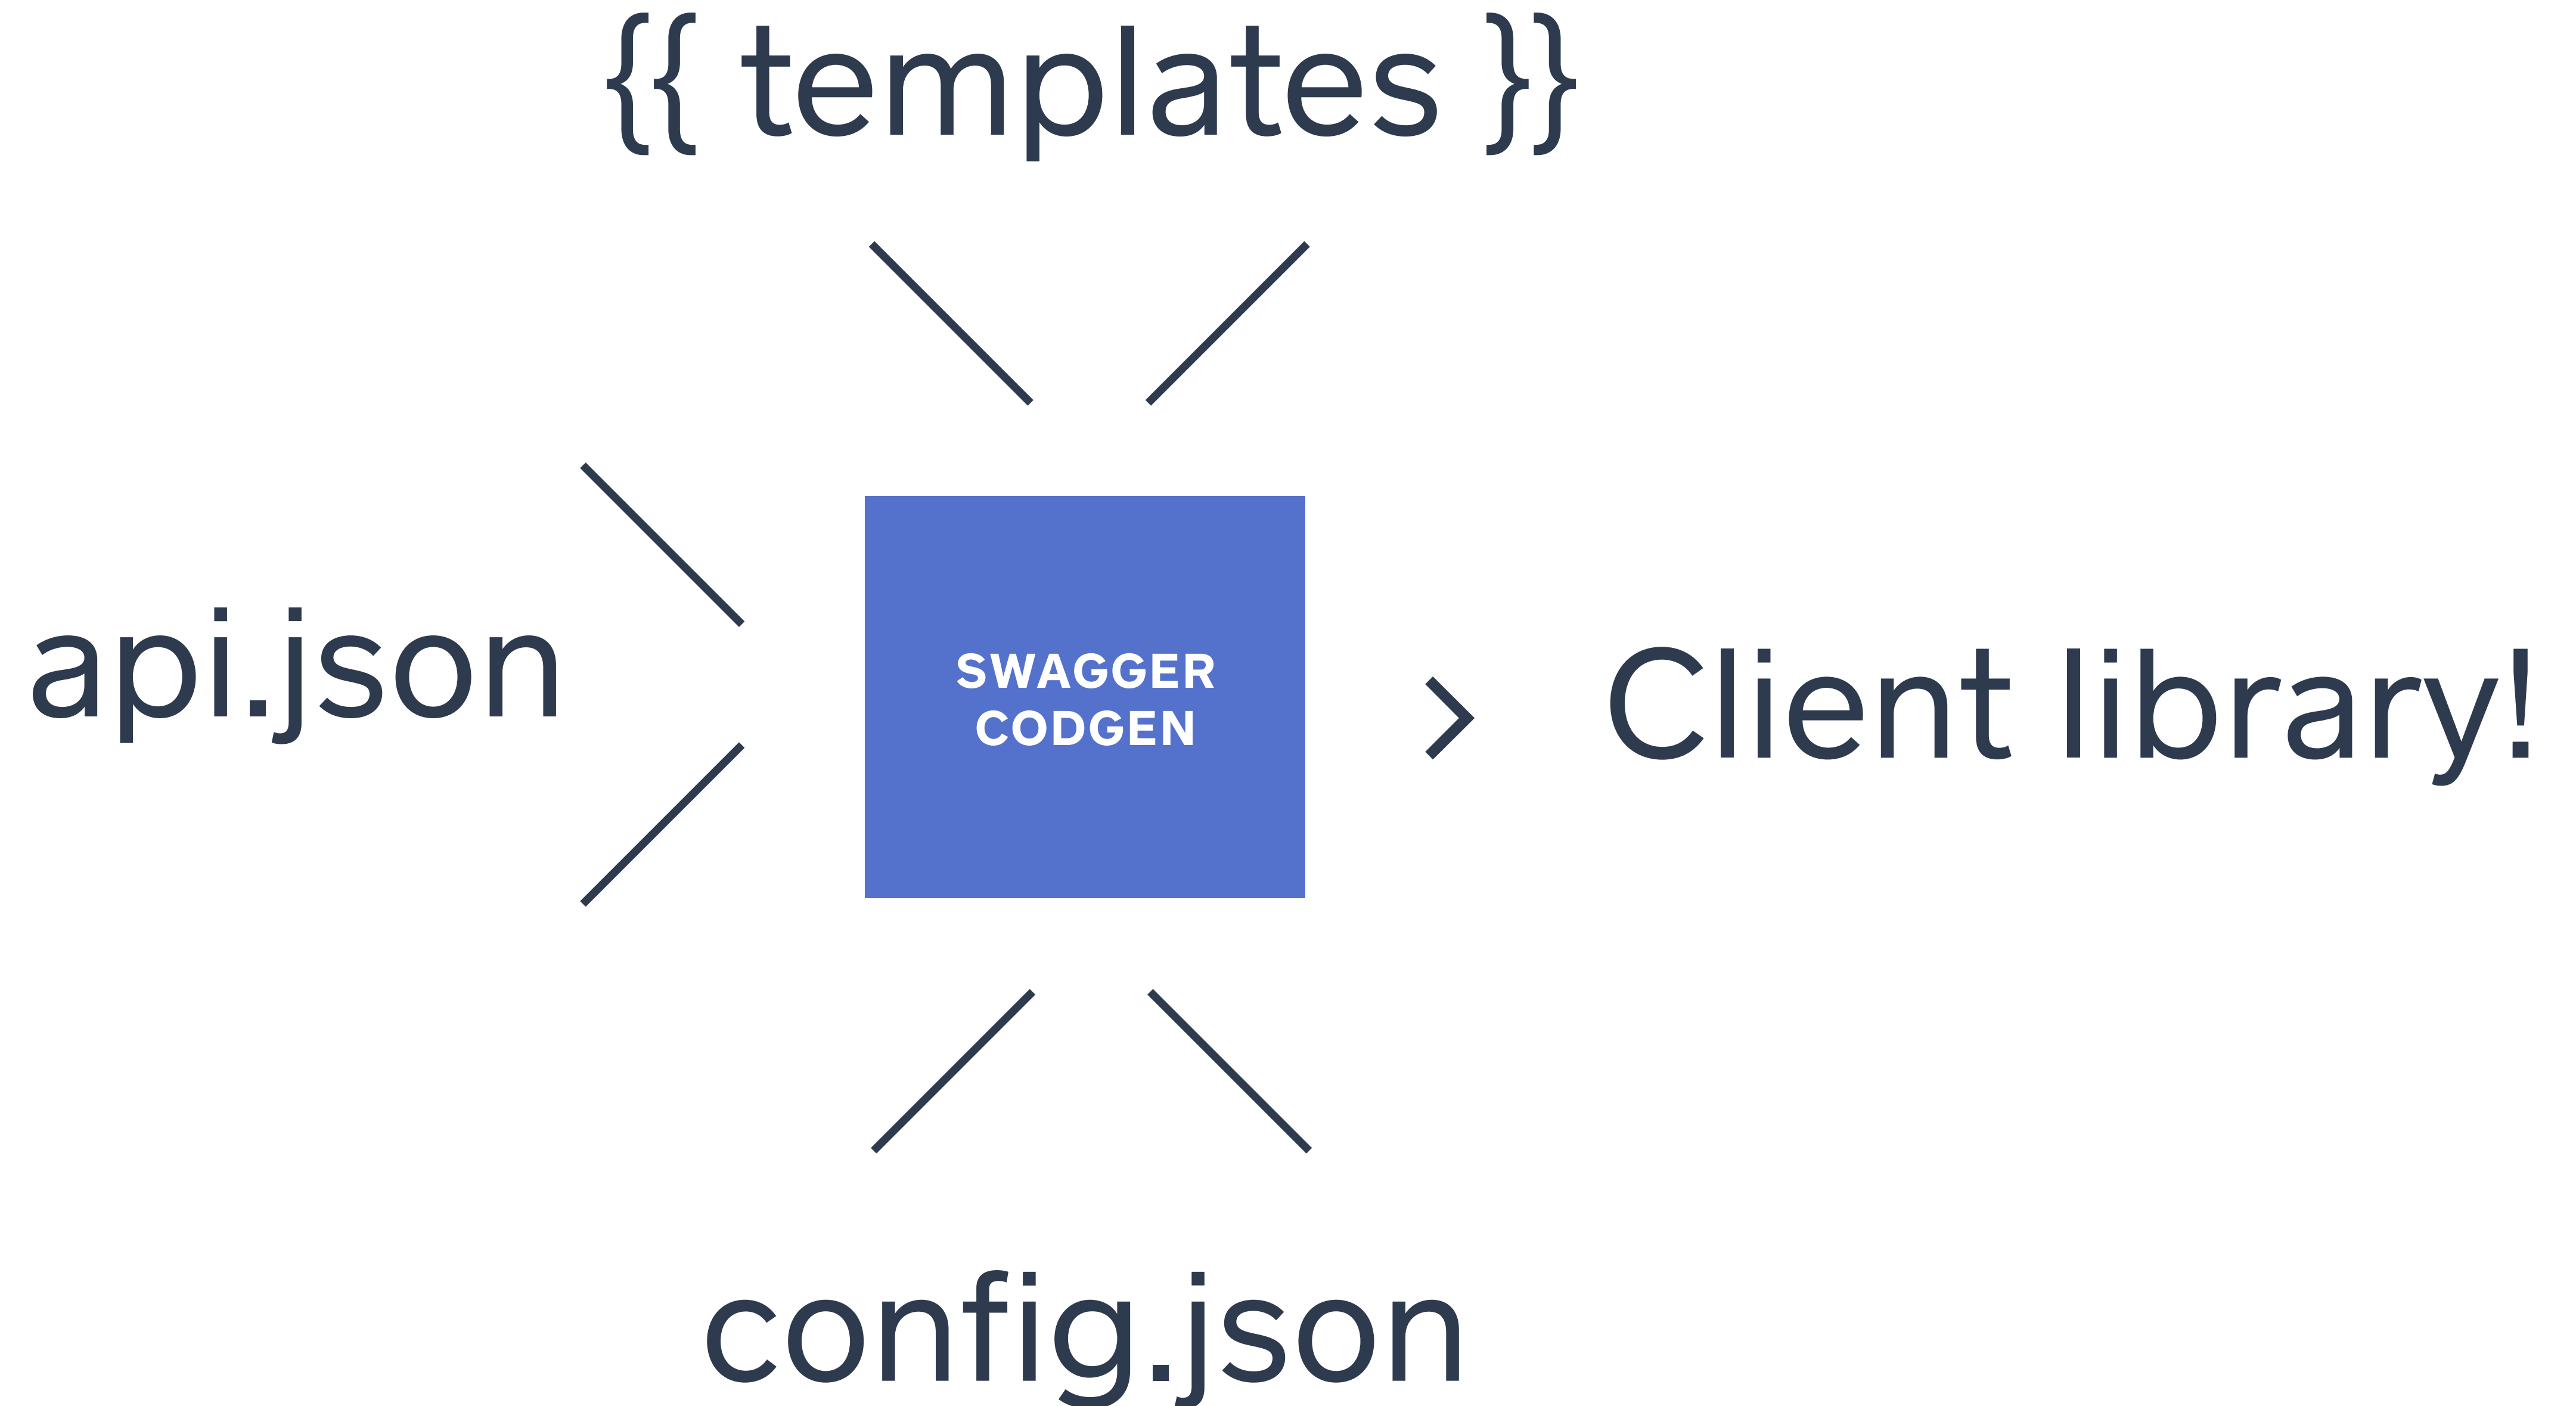 {{ templates }}
api.json
SWAGGER
CODGEN
> Client library!
config.json